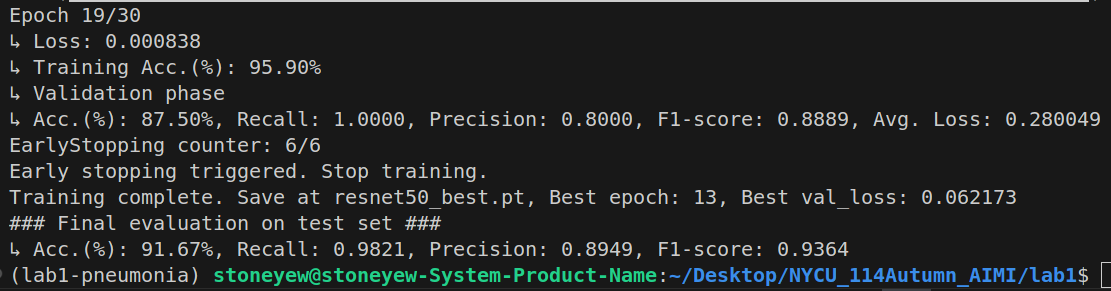 Epoch 19/30
↳ Loss: 0.000838
↳ Training Acc.(%): 95.90%
↳ Validation phase
↳ Acc.(%): 87.50%, Recall: 1.0000, Precision: 0.8000, F1-score: 0.8889, Avg. Loss: 0.280049
EarlyStopping counter: 6/6
Early stopping triggered. Stop training.
Training complete. Save at resnet50_best.pt, Best epoch: 13, Best val_loss: 0.062173
### Final evaluation on test set ###
↳ Acc.(%): 91.67%, Recall: 0.9821, Precision: 0.8949, F1-score: 0.9364
(lab1-pneumonia) stoneyew@stoneyew-System-Product-Name:~/Desktop/NYCU_114Autumn_AIMI/lab1$